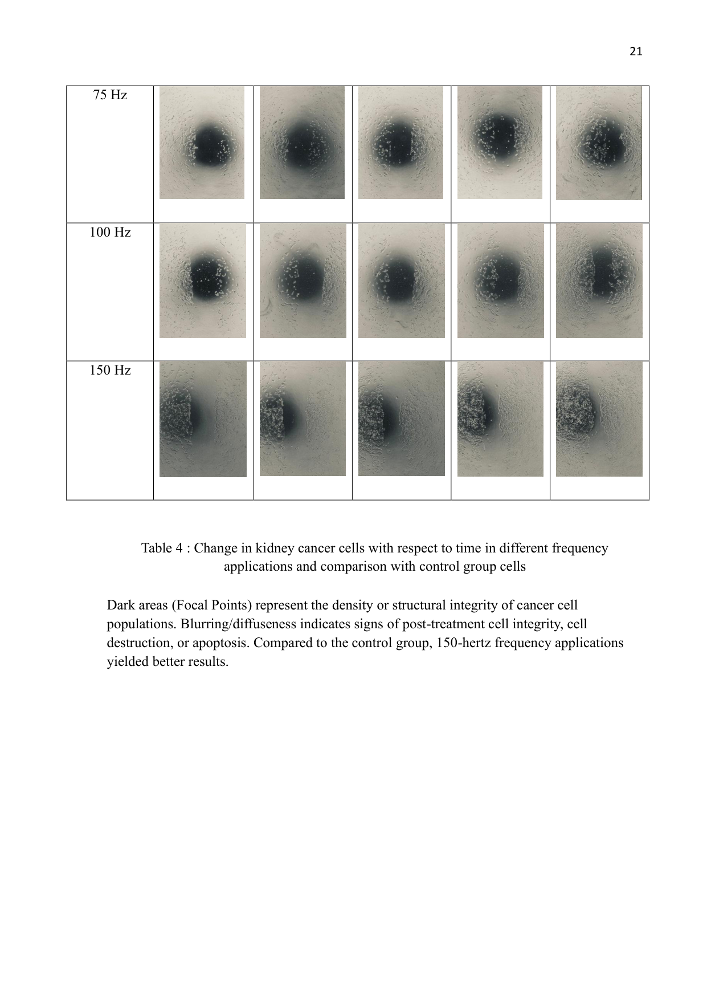 21
75 Hz
100 Hz
150 Hz
Table 4 : Change in kidney cancer cells with respect to time in different frequency
applications and comparison with control group cells
Dark areas (Focal Points) represent the density or structural integrity of cancer cell
populations. Blurring/diffuseness indicates signs of post-treatment cell integrity, cell
destruction, or apoptosis. Compared to the control group, 150-hertz frequency applications
yielded better results.